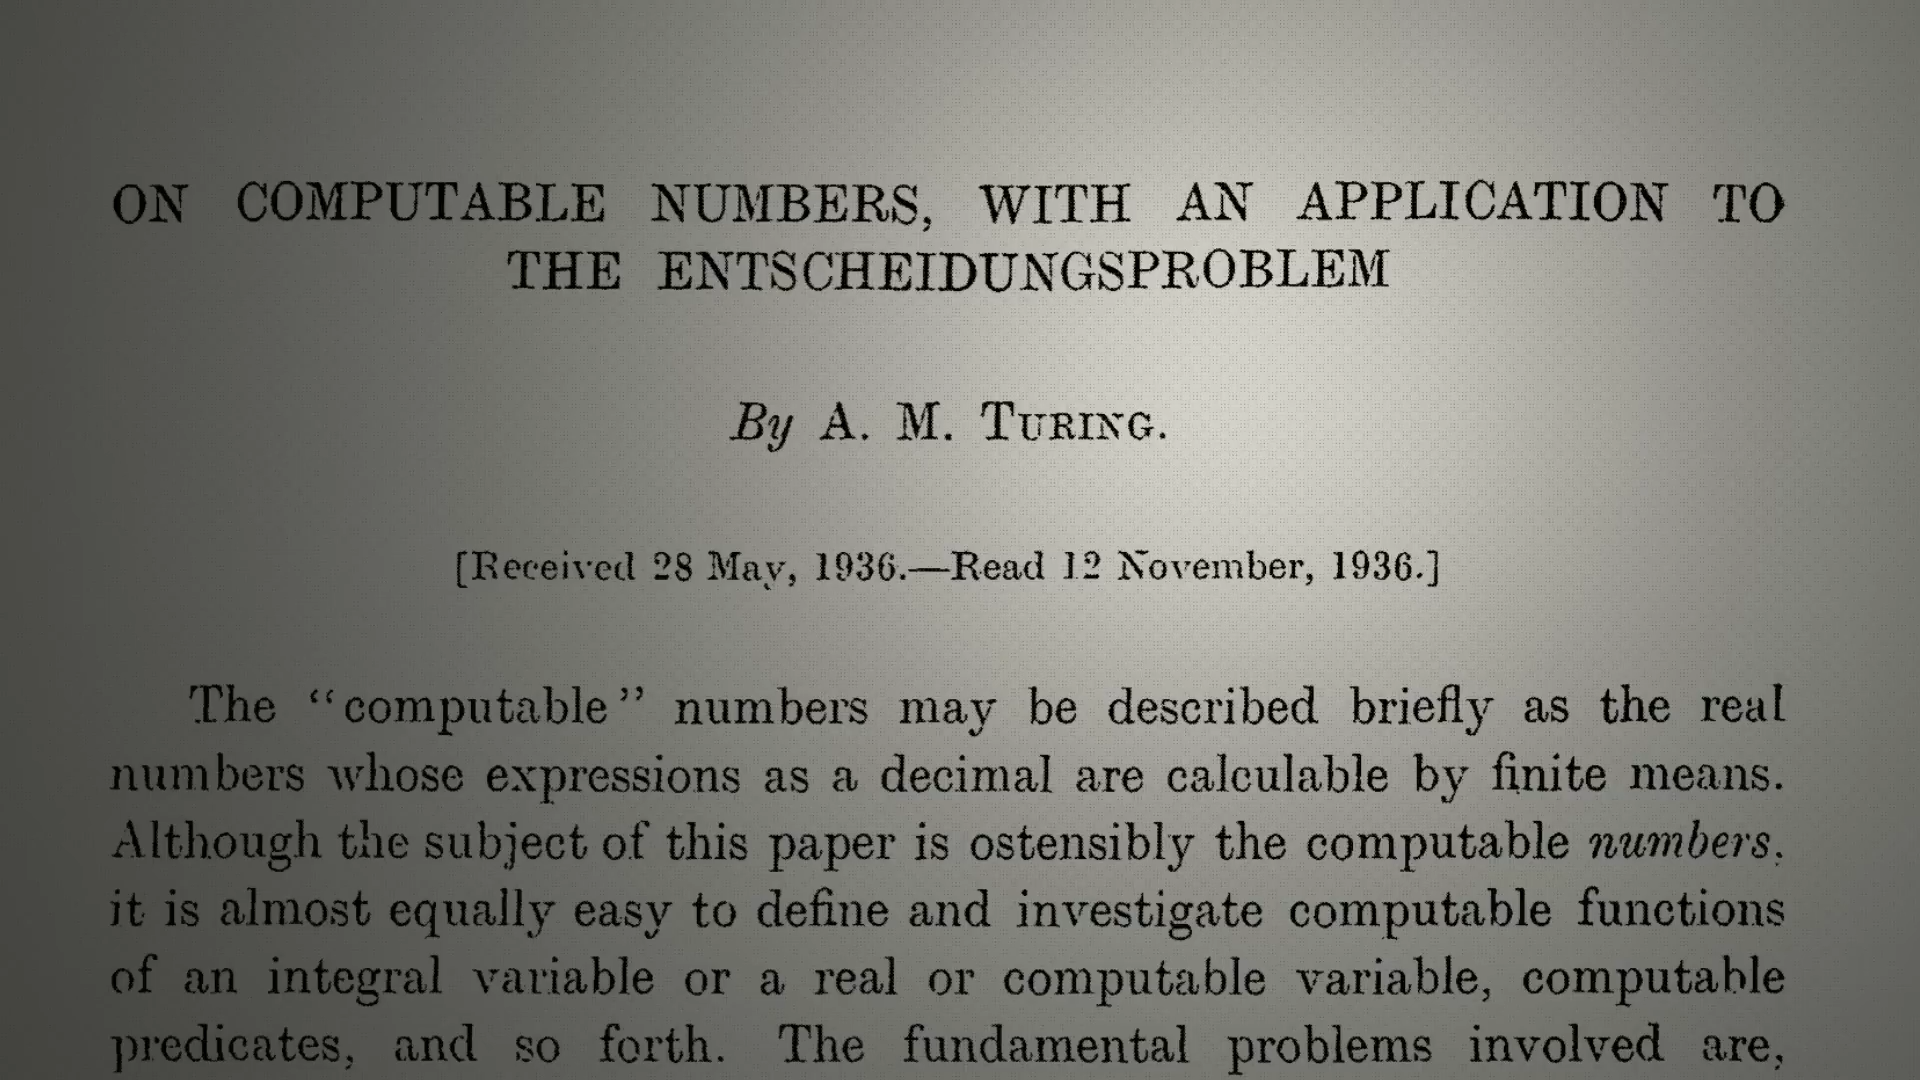 ON COMPUTABLE NUMBERS, WITH AN APPLICATION TO
THE ENTSCHEIDUNGSPROBLEM
By A. M. TURING.
[Received 28 May, 1936.—Read 12 November, 1936.]
The “computable” numbers may be described briefly as the real
numbers whose expressions as a decimal are calculable by finite means.
Although the subject of this paper is ostensibly the computable numbers,
it is almost equally easy to define and investigate computable functions
of an integral variable or a real or computable variable, computable
predicates, and so forth. The fundamental problems involved are,